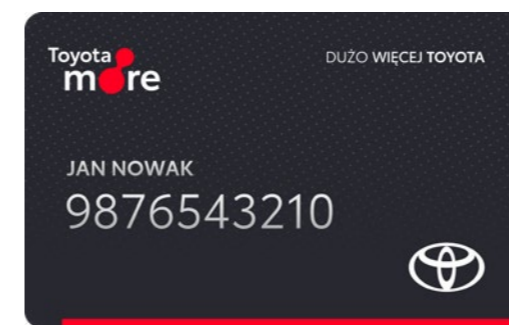 Toyota
more
DUŻO WIĘCEJ TOYOTA
JAN NOWAK
9876543210